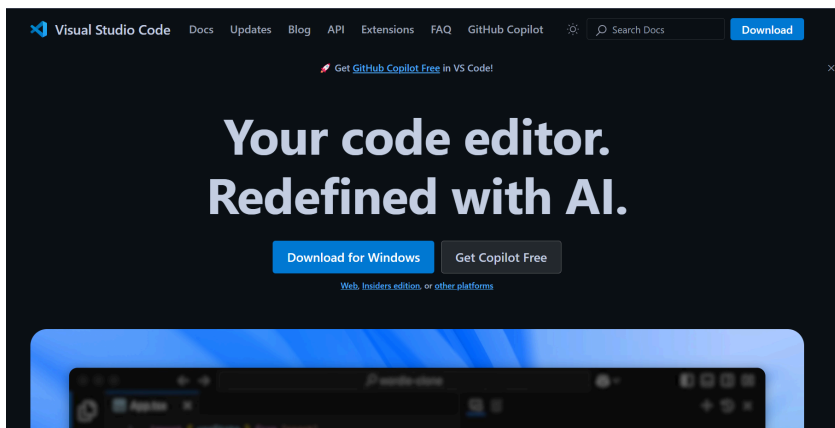 Visual Studio Code Docs Updates Blog API Extensions FAQ GitHub Copilot Search Docs Download
🚀 Get GitHub Copilot Free in VS Code!
Your code editor.
Redefined with AI.
Download for Windows Get Copilot Free
Web, Insiders edition, or other platforms
wordle-clone
App.tsx